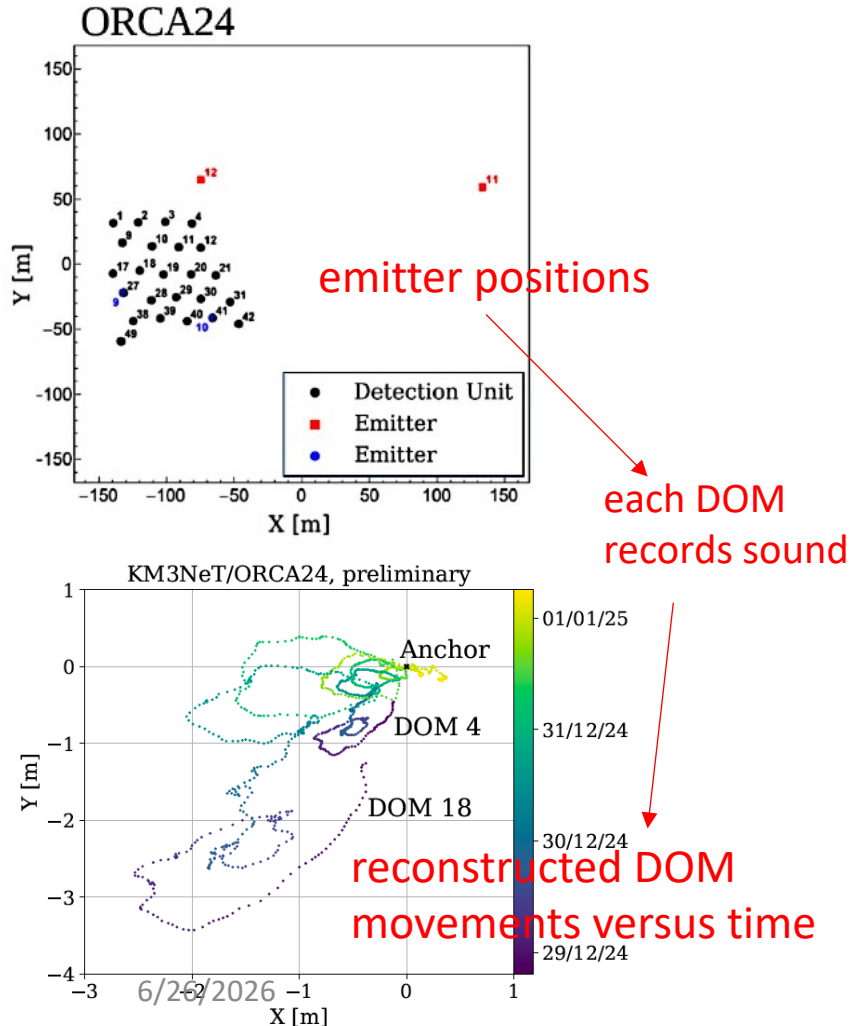 ORCA24
150
100
50
0
-50
-100
-150
Y [m]
12
11
1 2 3 4
9 10 11 12
17 18 19 20 21
27 28 29 30 31
9
38 39 40 41 42
10
49
emitter positions
Detection Unit
Emitter
Emitter
−150 −100 −50 0 50 100 150
X [m]
each DOM
records sound
KM3NeT/ORCA24, preliminary
1
0
−1
−2
−3
−4
Y [m]
Anchor
DOM 4
DOM 18
01/01/25
31/12/24
30/12/24
29/12/24
reconstructed DOM
movements versus time
−3 −2 −1 0 1
6/26/2026
X [m]